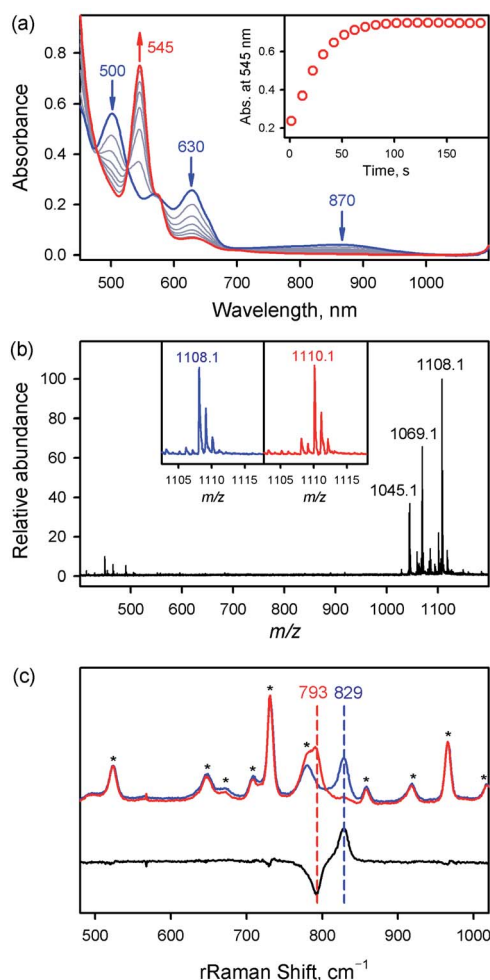 (a)
545
500
630
870
Absorbance
0.8
0.6
0.4
0.2
0.0
500 600 700 800 900 1000
Wavelength, nm
Abs. at 545 nm
0.6
0.4
0.2
0 50 100 150
Time, s
(b)
1108.1
1110.1
1108.1
1069.1
1045.1
Relative abundance
100
80
60
40
20
0
1105 1111 1117
m/z
1105 1110 1115
m/z
400 500 600 700 800 900 1000 1100
m/z
(c)
793 829
* * * * * * * * * *
500 600 700 800 900 1000
rRaman Shift, cm⁻¹